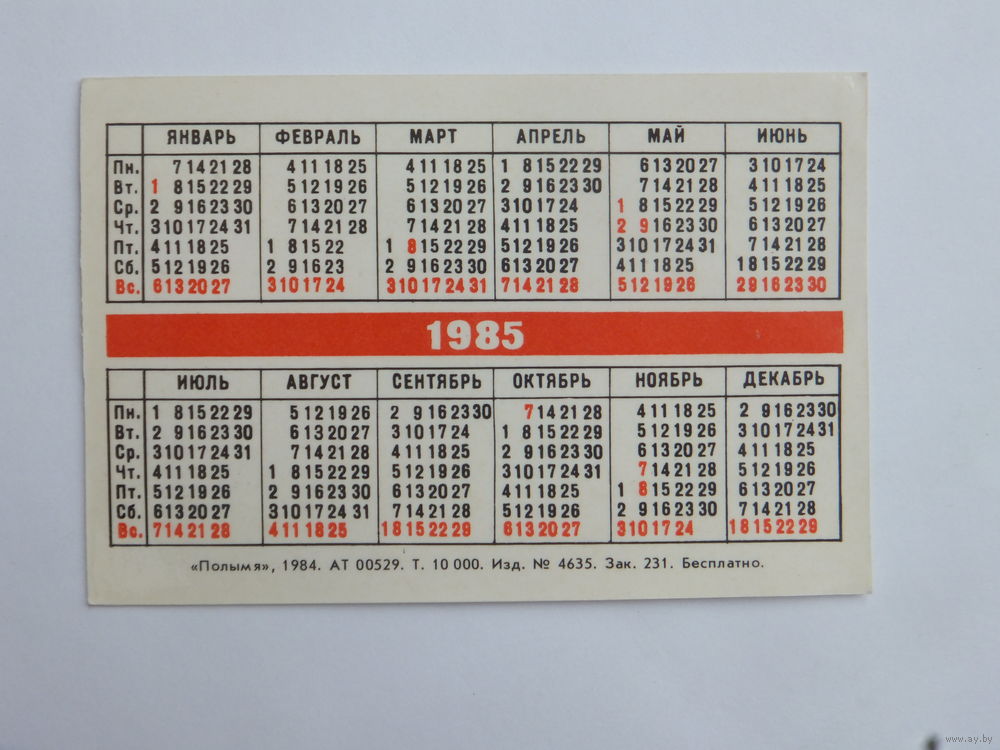 ЯНВАРЬ ФЕВРАЛЬ МАРТ АПРЕЛЬ МАЙ ИЮНЬ
Пн. 7 14 21 28 4 11 18 25 4 11 18 25 1 8 15 22 29 6 13 20 27 3 10 17 24
Вт. 1 8 15 22 29 5 12 19 26 5 12 19 26 2 9 16 23 30 7 14 21 28 4 11 18 25
Ср. 2 9 16 23 30 6 13 20 27 6 13 20 27 3 10 17 24 1 8 15 22 29 5 12 19 26
Чт. 3 10 17 24 31 7 14 21 28 7 14 21 28 4 11 18 25 2 9 16 23 30 6 13 20 27
Пт. 4 11 18 25 1 8 15 22 1 8 15 22 29 5 12 19 26 3 10 17 24 31 7 14 21 28
Сб. 5 12 19 26 2 9 16 23 2 9 16 23 30 6 13 20 27 4 11 18 25 1 8 15 22 29
Вс. 6 13 20 27 3 10 17 24 3 10 17 24 31 7 14 21 28 5 12 19 26 2 9 16 23 30
1985
ИЮЛЬ АВГУСТ СЕНТЯБРЬ ОКТЯБРЬ НОЯБРЬ ДЕКАБРЬ
Пн. 1 8 15 22 29 5 12 19 26 2 9 16 23 30 7 14 21 28 4 11 18 25 2 9 16 23 30
Вт. 2 9 16 23 30 6 13 20 27 3 10 17 24 1 8 15 22 29 5 12 19 26 3 10 17 24 31
Ср. 3 10 17 24 31 7 14 21 28 4 11 18 25 2 9 16 23 30 6 13 20 27 4 11 18 25
Чт. 4 11 18 25 1 8 15 22 29 5 12 19 26 3 10 17 24 31 7 14 21 28 5 12 19 26
Пт. 5 12 19 26 2 9 16 23 30 6 13 20 27 4 11 18 25 1 8 15 22 29 6 13 20 27
Сб. 6 13 20 27 3 10 17 24 31 7 14 21 28 5 12 19 26 2 9 16 23 30 7 14 21 28
Вс. 7 14 21 28 4 11 18 25 1 8 15 22 29 6 13 20 27 3 10 17 24 1 8 15 22 29
«Полымя», 1984. АТ 00529. Т. 10 000. Изд. № 4635. Зак. 231. Бесплатно.
www.ay.by